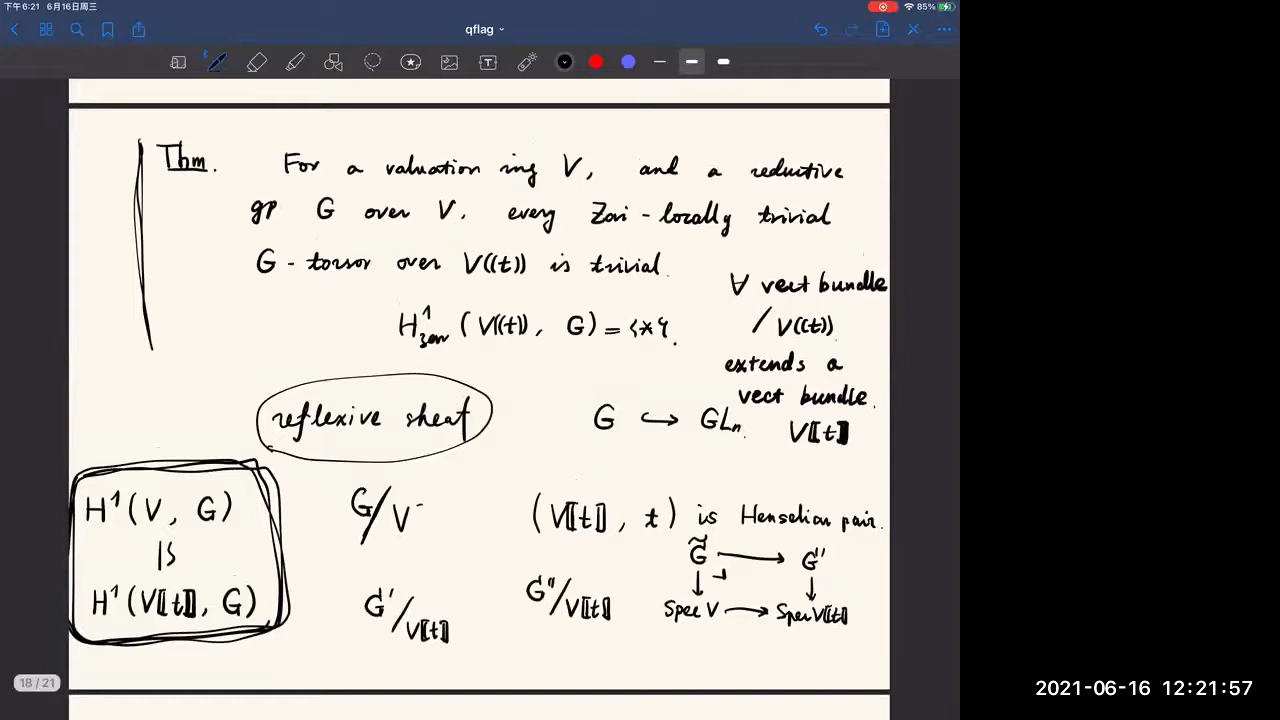 下午6:21 6月16日周三
85%
qflag
Thm. For a valuation ring V, and a reductive
gp G over V. every Zar-locally trivial
G-torsor over V((t)) is trivial.
H¹zar (V((t)), G) = {*}.
∀ vect bundle
/ V((t))
extends a
vect bundle.
V[[t]]
reflexive sheaf
G ↪ GLn.
H¹(V, G)
G/V
(V[[t]], t) is Henselian pair.
G̃ → G''
H¹(V[[t]], G)
G'/V[[t]]
G''/V[[t]]
Spec V → Spec V[[t]]
18 / 21
2021-06-16 12:21:57